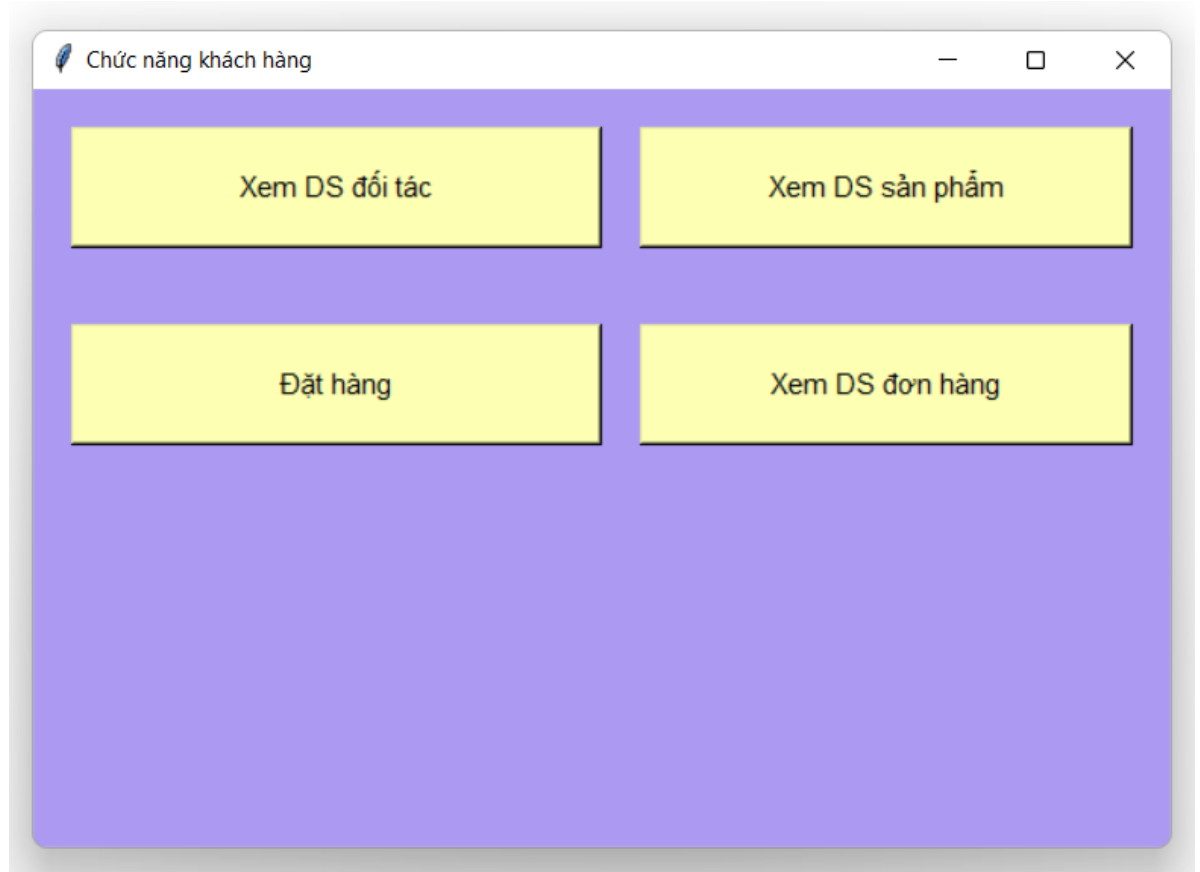 Chức năng khách hàng
Xem DS đối tác
Xem DS sản phẩm
Đặt hàng
Xem DS đơn hàng